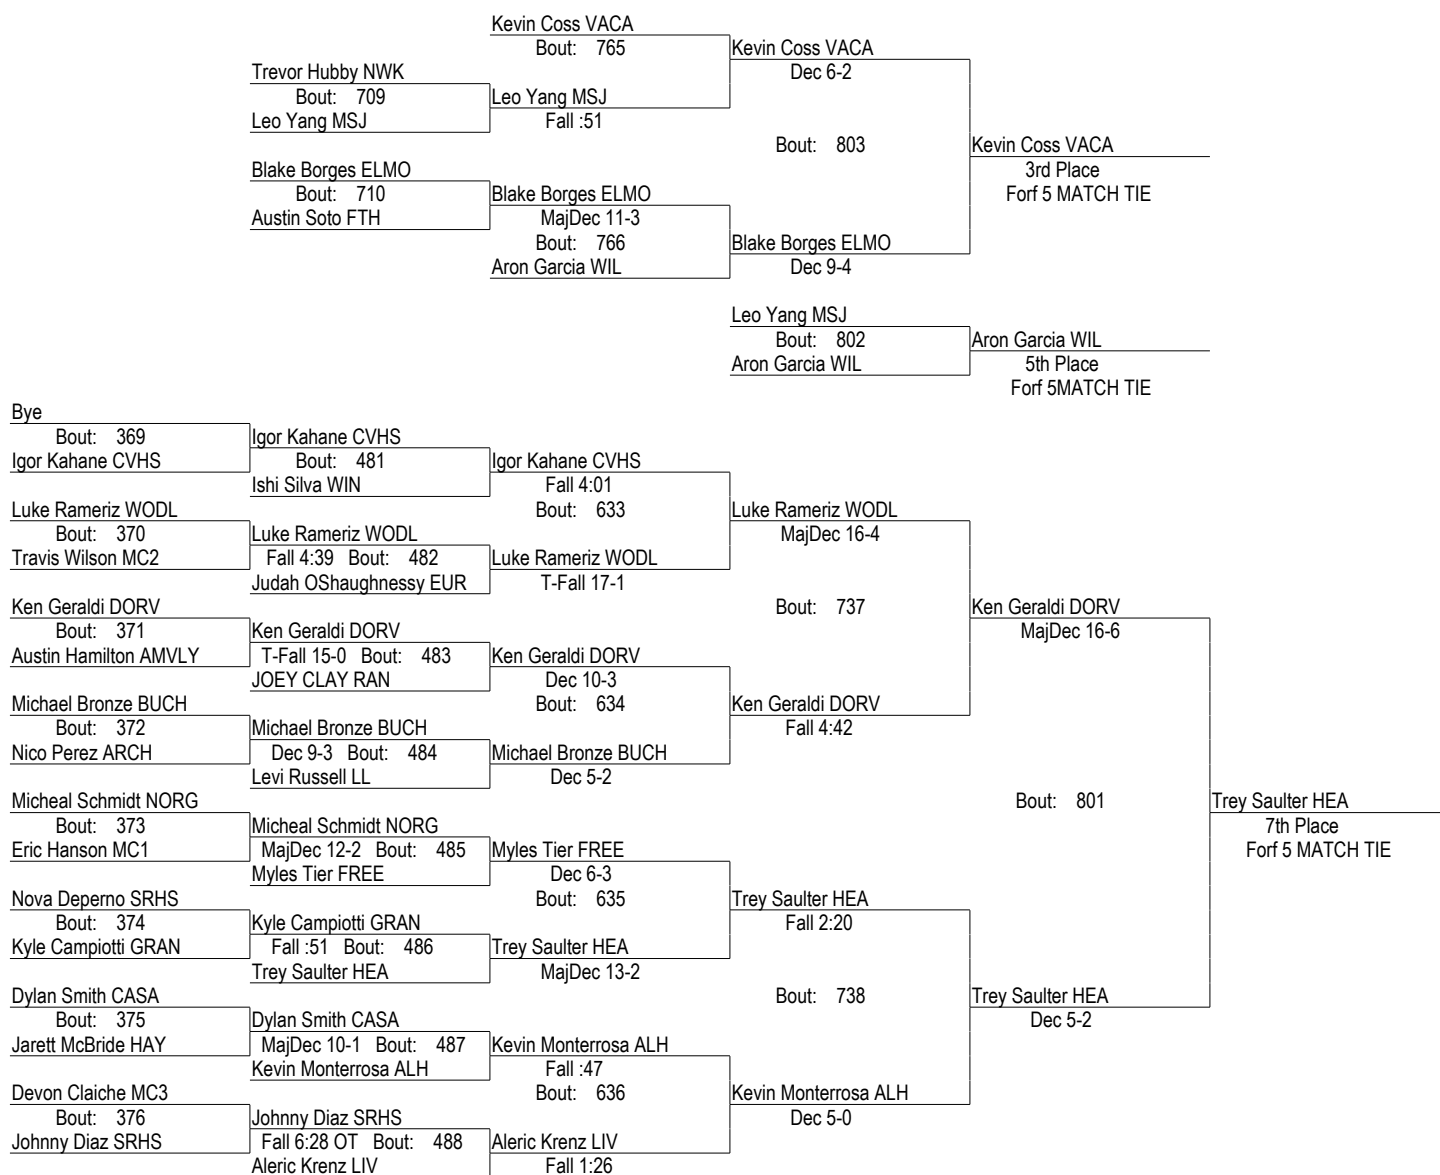 Kevin Coss VACA
Bout: 765
Kevin Coss VACA
Trevor Hubby NWK
Dec 6-2
Bout: 709
Leo Yang MSJ
Leo Yang MSJ
Fall :51
Bout: 803
Kevin Coss VACA
Blake Borges ELMO
3rd Place
Bout: 710
Blake Borges ELMO
Forf 5 MATCH TIE
Austin Soto FTH
MajDec 11-3
Bout: 766
Blake Borges ELMO
Aron Garcia WIL
Dec 9-4
Leo Yang MSJ
Bout: 802
Aron Garcia WIL
Aron Garcia WIL
5th Place
Forf 5MATCH TIE
Bye
Bout: 369
Igor Kahane CVHS
Igor Kahane CVHS
Bout: 481
Igor Kahane CVHS
Ishi Silva WIN
Fall 4:01
Luke Rameriz WODL
Bout: 633
Luke Rameriz WODL
Bout: 370
Luke Rameriz WODL
MajDec 16-4
Travis Wilson MC2
Fall 4:39 Bout: 482
Luke Rameriz WODL
Judah OShaughnessy EUR
T-Fall 17-1
Ken Geraldi DORV
Bout: 737
Ken Geraldi DORV
Bout: 371
Ken Geraldi DORV
MajDec 16-6
Austin Hamilton AMVLY
T-Fall 15-0 Bout: 483
Ken Geraldi DORV
JOEY CLAY RAN
Dec 10-3
Michael Bronze BUCH
Bout: 634
Ken Geraldi DORV
Bout: 372
Michael Bronze BUCH
Fall 4:42
Nico Perez ARCH
Dec 9-3 Bout: 484
Michael Bronze BUCH
Levi Russell LL
Dec 5-2
Micheal Schmidt NORG
Bout: 801
Trey Saulter HEA
Bout: 373
Micheal Schmidt NORG
7th Place
Eric Hanson MC1
MajDec 12-2 Bout: 485
Myles Tier FREE
Forf 5 MATCH TIE
Myles Tier FREE
Dec 6-3
Nova Deperno SRHS
Bout: 635
Trey Saulter HEA
Bout: 374
Kyle Campiotti GRAN
Fall 2:20
Kyle Campiotti GRAN
Fall :51 Bout: 486
Trey Saulter HEA
Trey Saulter HEA
MajDec 13-2
Dylan Smith CASA
Bout: 738
Trey Saulter HEA
Bout: 375
Dylan Smith CASA
Dec 5-2
Jarett McBride HAY
MajDec 10-1 Bout: 487
Kevin Monterrosa ALH
Kevin Monterrosa ALH
Fall :47
Devon Claiche MC3
Bout: 636
Kevin Monterrosa ALH
Bout: 376
Johnny Diaz SRHS
Dec 5-0
Johnny Diaz SRHS
Fall 6:28 OT Bout: 488
Aleric Krenz LIV
Aleric Krenz LIV
Fall 1:26